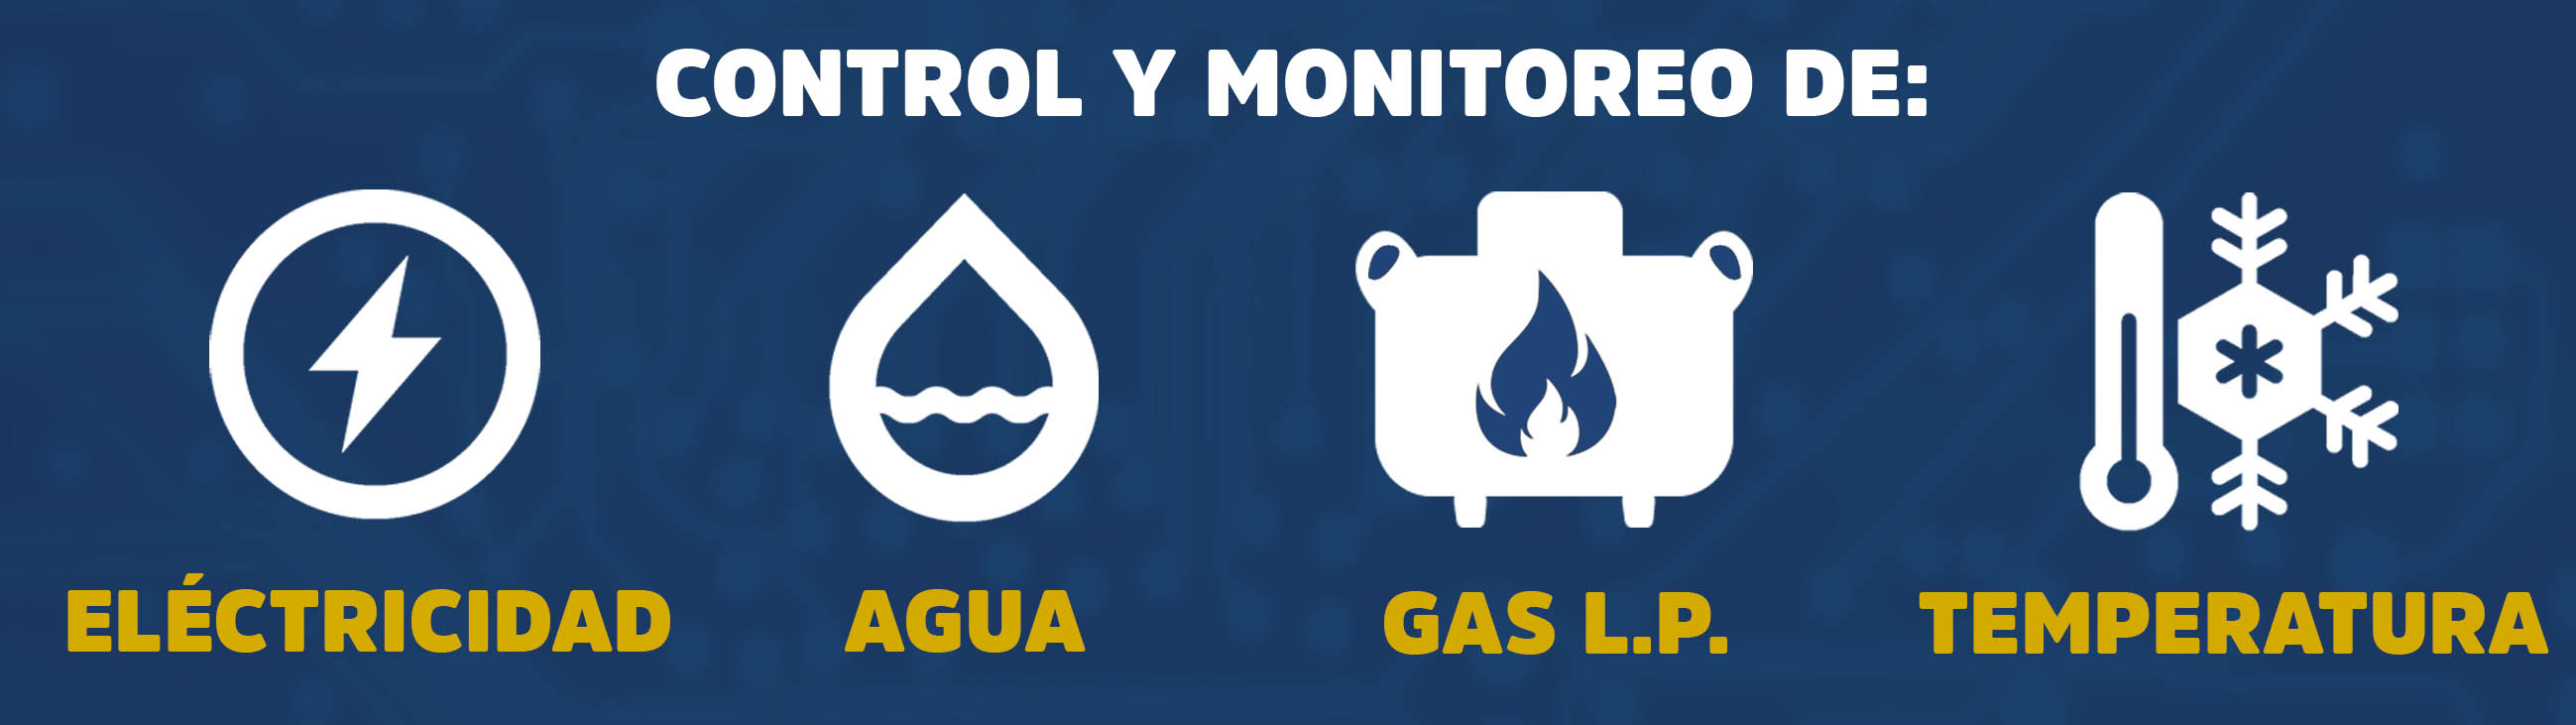 CONTROL Y MONITOREO DE:
ELÉCTRICIDAD AGUA GAS L.P. TEMPERATURA